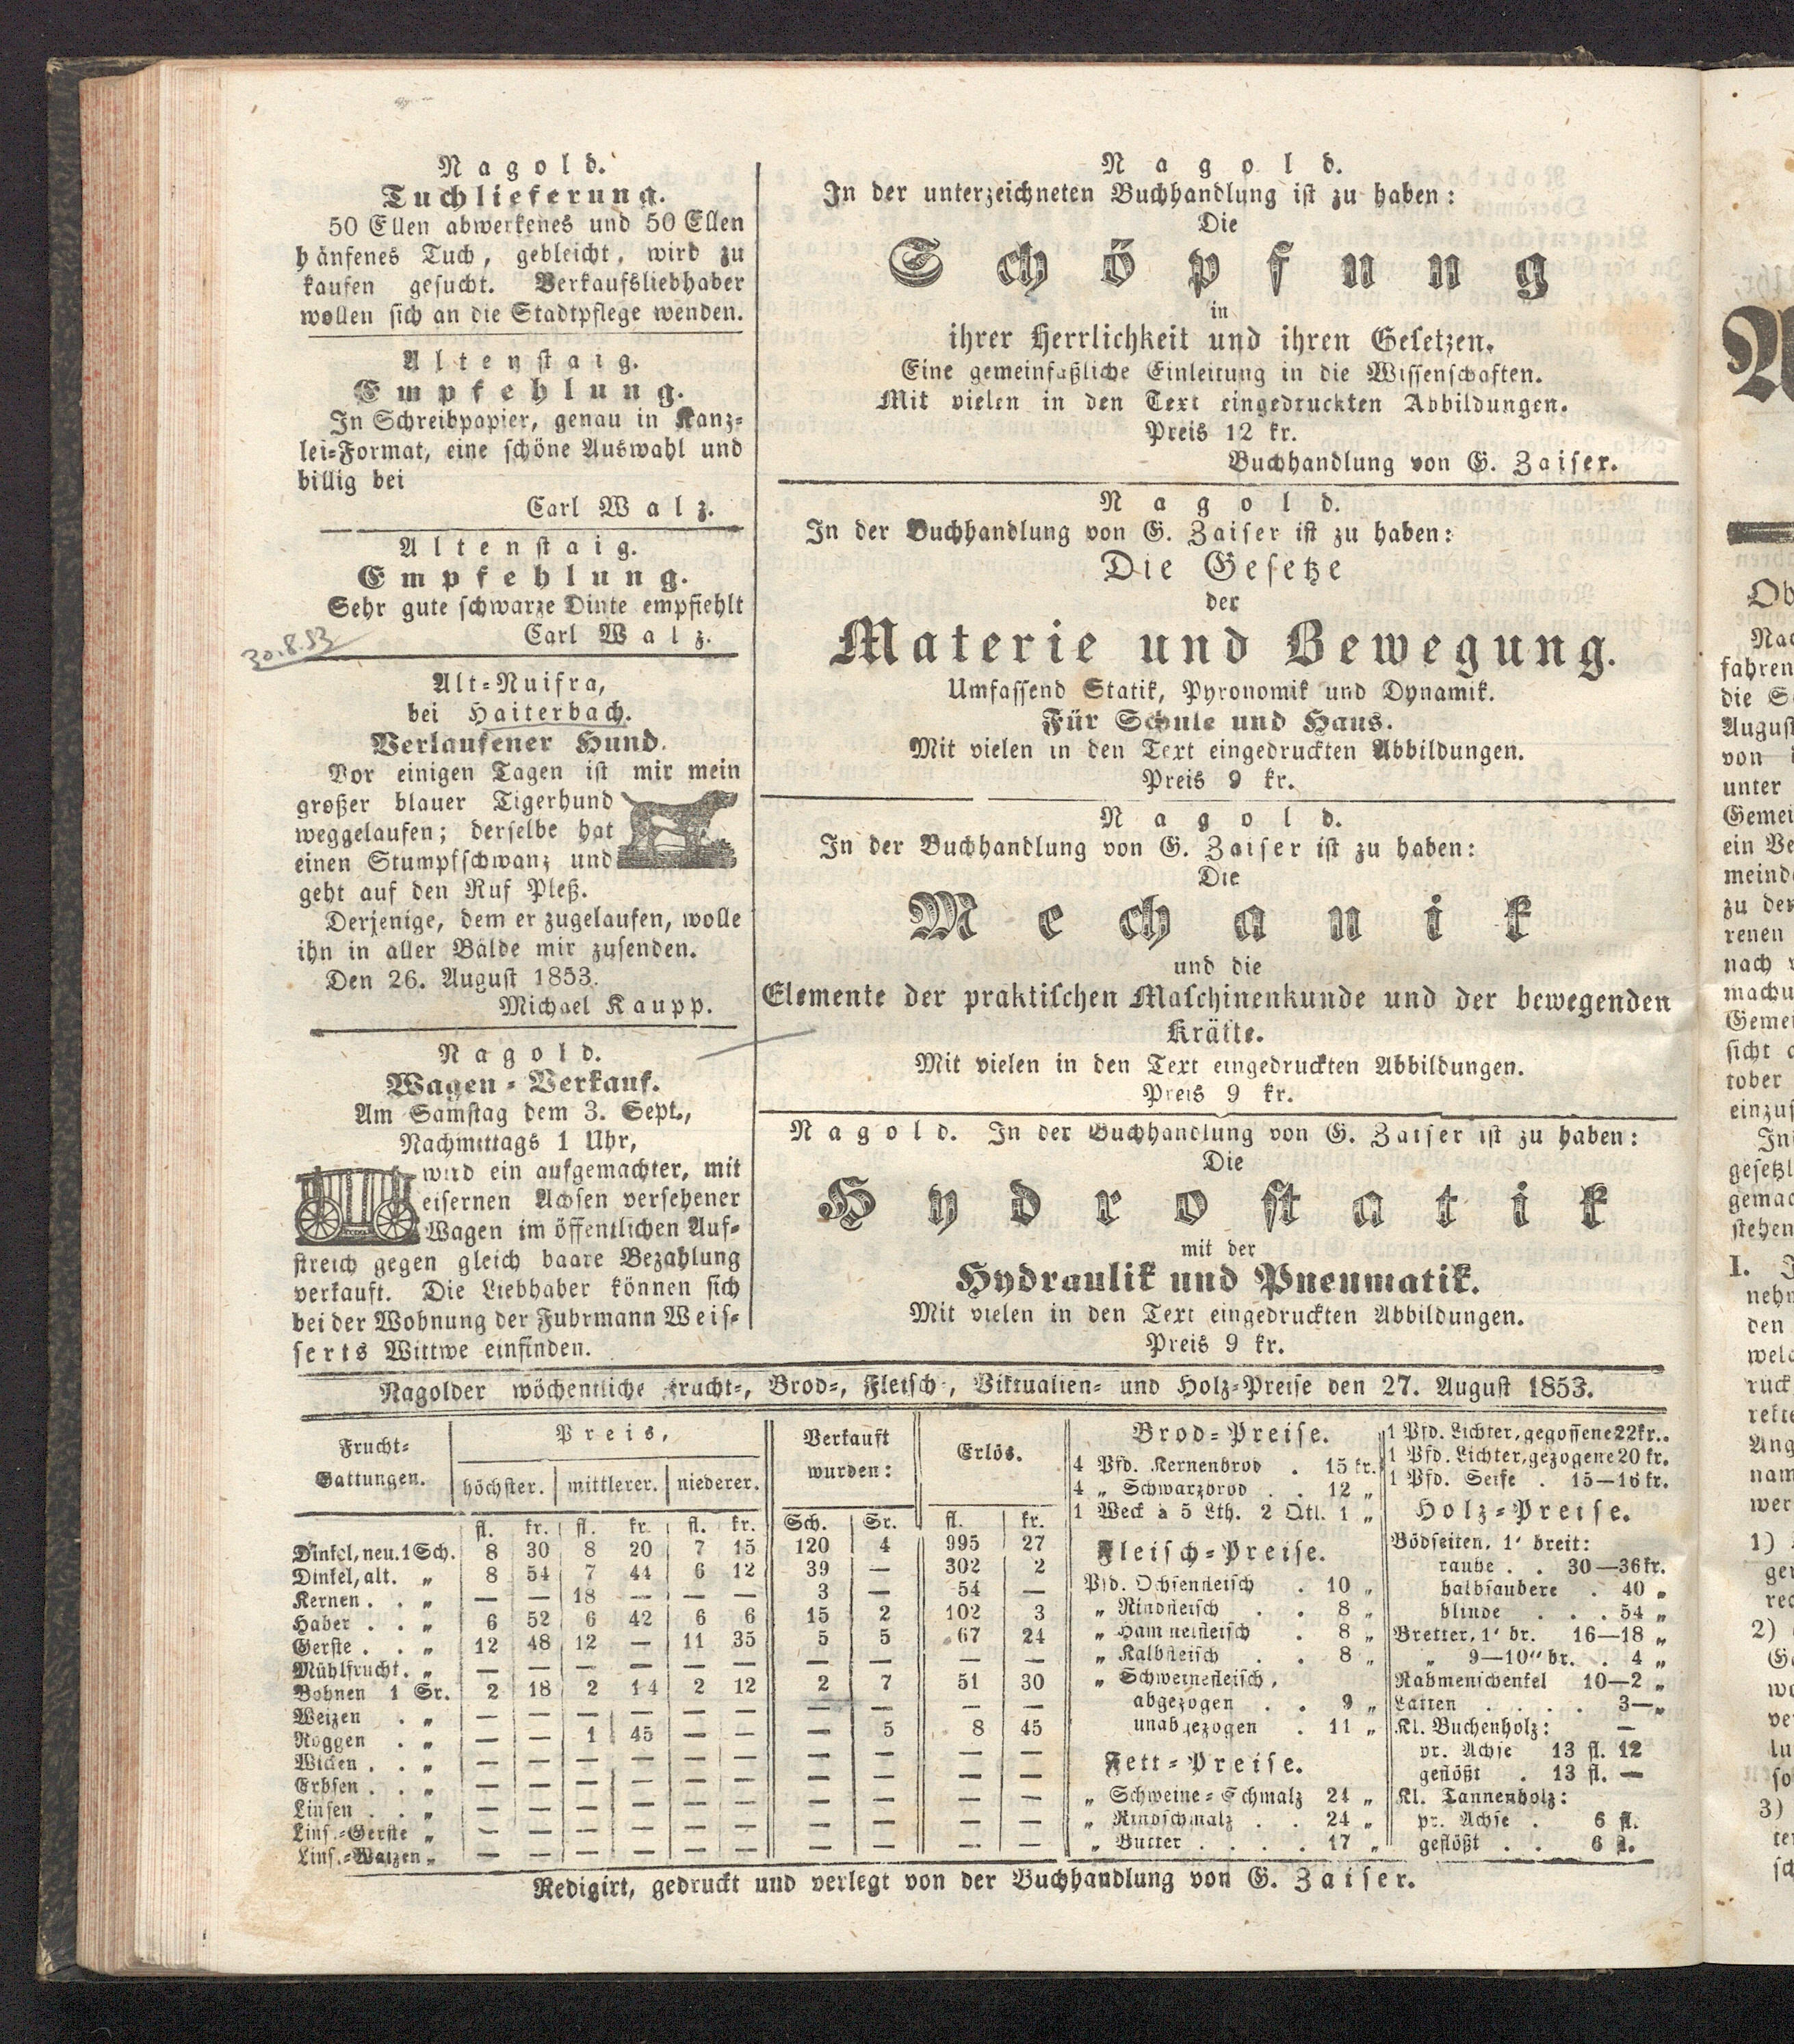 Nagold.
Tuchlieferung.
50 Ellen abwerkenes und 50 Ellen
hänfenes Tuch, gebleicht, wird zu
kaufen gesucht. Verkaufsliebhaber
wollen sich an die Stadtpflege wenden.
Altenstaig.
Empfehlung.
In Schreibpapier, genau in Kanz-
lei-Format, eine schöne Auswahl und
billig bei
Carl Walz.
Altenstaig.
Empfehlung.
Sehr gute schwarze Dinte empfiehlt
Carl Walz.
30.8.53
Alt-Nuifra,
bei Haiterbach.
Verlaufener Hund.
Vor einigen Tagen ist mir mein
großer blauer Tigerhund
weggelaufen; derselbe hat
einen Stumpfschwanz und
geht auf den Ruf Pleß.
Derjenige, dem er zugelaufen, wolle
ihn in aller Bälde mir zusenden.
Den 26. August 1853.
Michael Kaupp.
Nagold.
Wagen-Verkauf.
Am Samstag dem 3. Sept.,
Nachmittags 1 Uhr,
wird ein aufgemachter, mit
eisernen Achsen versehener
Wagen im öffentlichen Auf-
streich gegen gleich baare Bezahlung
verkauft. Die Liebhaber können sich
bei der Wohnung der Fuhrmann Weis-
serts Wittwe einfinden.
Nagold.
In der unterzeichneten Buchhandlung ist zu haben:
Die
Schöpfung
in
ihrer Herrlichkeit und ihren Gesetzen.
Eine gemeinfaßliche Einleitung in die Wissenschaften.
Mit vielen in den Text eingedruckten Abbildungen.
Preis 12 kr.
Buchhandlung von G. Zaiser.
Nagold.
In der Buchhandlung von G. Zaiser ist zu haben:
Die Gesetze
der
Materie und Bewegung.
Umfassend Statik, Pyronomik und Dynamik.
Für Schule und Haus.
Mit vielen in den Text eingedruckten Abbildungen.
Preis 9 kr.
Nagold.
In der Buchhandlung von G. Zaiser ist zu haben:
Die
Mechanik
und die
Elemente der praktischen Maschinenkunde und der bewegenden
Kräfte.
Mit vielen in den Text eingedruckten Abbildungen.
Preis 9 kr.
Nagold. In der Buchhandlung von G. Zaiser ist zu haben:
Die
Hydrostatik
mit der
Hydraulik und Pneumatik.
Mit vielen in den Text eingedruckten Abbildungen.
Preis 9 kr.
Nagolder wöchentliche Frucht-, Brod-, Fleisch-, Viktualien- und Holz-Preise den 27. August 1853.
Frucht-Gattungen. Preis, Verkauft wurden: Erlös.
höchster. mittlerer. niederer.
fl. kr. fl. kr. fl. kr. Sch. Sr. fl. kr.
Dinkel, neu. 1 Sch. 8 30 8 20 7 15 120 4 995 27
Dinkel, alt. „ 8 54 7 44 6 12 39 — 302 2
Kernen . . „ — — 18 — — — 3 — 54 —
Haber . . „ 6 52 6 42 6 6 15 2 102 3
Gerste . . „ 12 48 12 — 11 35 5 5 67 24
Mühlfrucht. „ — — — — — — — — — —
Bohnen 1 Sr. 2 18 2 14 2 12 2 7 51 30
Weizen . „ — — — — — — — — — —
Roggen . „ — — 1 45 — — — 5 8 45
Wicken . . „ — — — — — — — — — —
Erbsen . . „ — — — — — — — — — —
Linsen . . „ — — — — — — — — — —
Lins.-Gerste „ — — — — — — — — — —
Lins.-Waizen „ — — — — — — — — — —
Brod-Preise.
4 Pfd. Kernenbrod . 15 kr.
4 „ Schwarzbrod . . 12 „
1 Weck à 5 Lth. 2 Qtl. 1 „
Fleisch-Preise.
Pfd. Ochsenfleisch . 10 „
„ Rindfleisch . . 8 „
„ Hammelfleisch . 8 „
„ Kalbfleisch . . 8 „
„ Schweinefleisch,
abgezogen . . 9 „
unabgezogen . 11 „
Fett-Preise.
„ Schweine-Schmalz 24 „
„ Rindschmalz . . 24 „
„ Butter . . . . 17 „
1 Pfd. Lichter, gegossene 22 kr..
1 Pfd. Lichter, gezogene 20 kr.
1 Pfd. Seife . 15—16 kr.
Holz-Preise.
Bödseiten, 1' breit:
rauhe . . 30—36 kr.
halbsaubere . 40 „
blinde . . . 54 „
Bretter, 1' br. 16—18 „
„ 9—10" br. . 4 „
Rahmenschenkel 10—2 „
Latten . . . . 3— „
Kl. Buchenholz: —
pr. Achse 13 fl. 12
geflößt . 13 fl. —
Kl. Tannenholz:
pr. Achse . 6 fl.
geflößt . . 6 fl.
Redigirt, gedruckt und verlegt von der Buchhandlung von G. Zaiser.